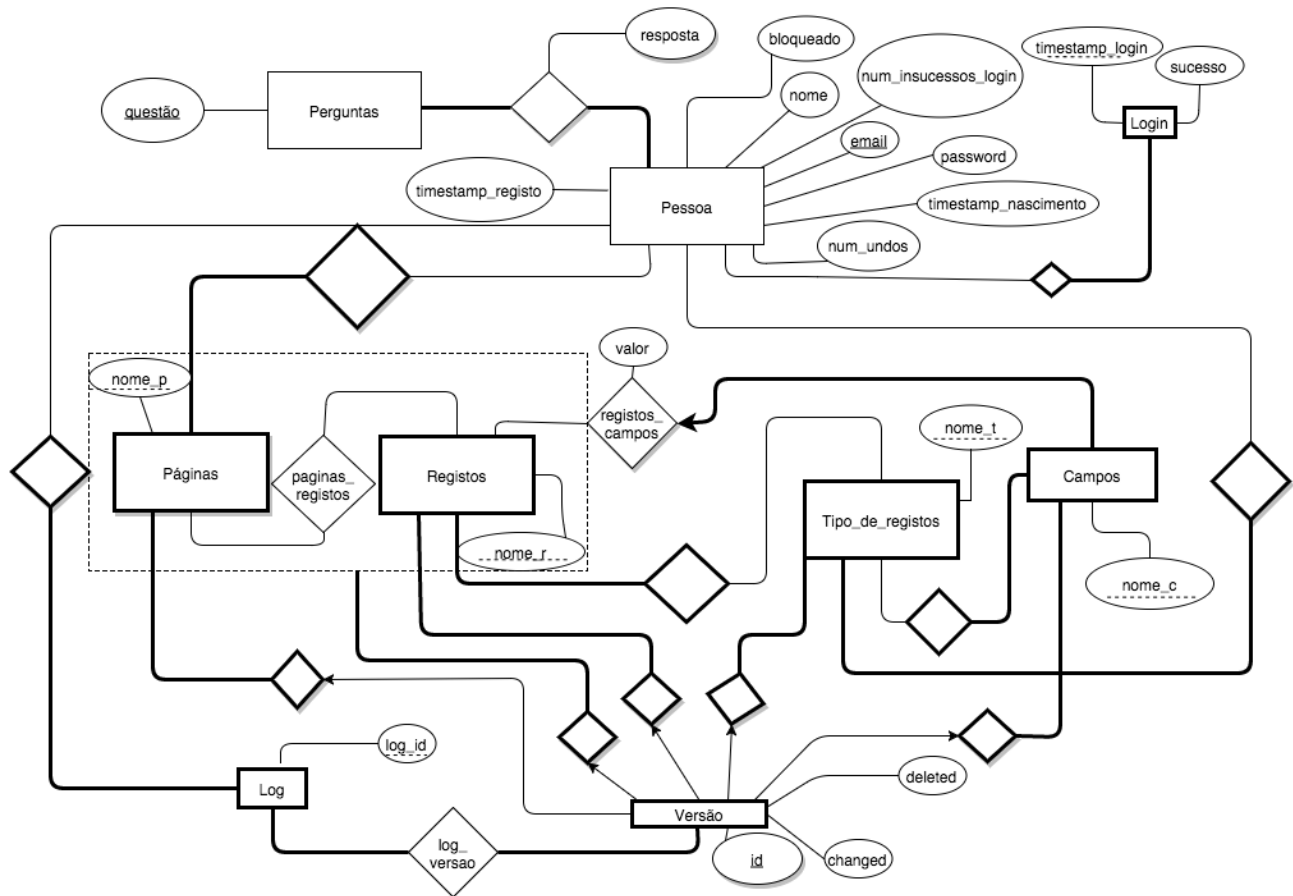 resposta
bloqueado
timestamp_login
sucesso
num_insucessos_login
nome
questão
Perguntas
Login
email
password
timestamp_registo
Pessoa
timestamp_nascimento
num_undos
valor
nome_p
registos_
campos
nome_t
Páginas
paginas_
registos
Registos
Campos
Tipo_de_registos
nome_r
nome_c
log_id
deleted
Log
Versão
log_
versao
id
changed